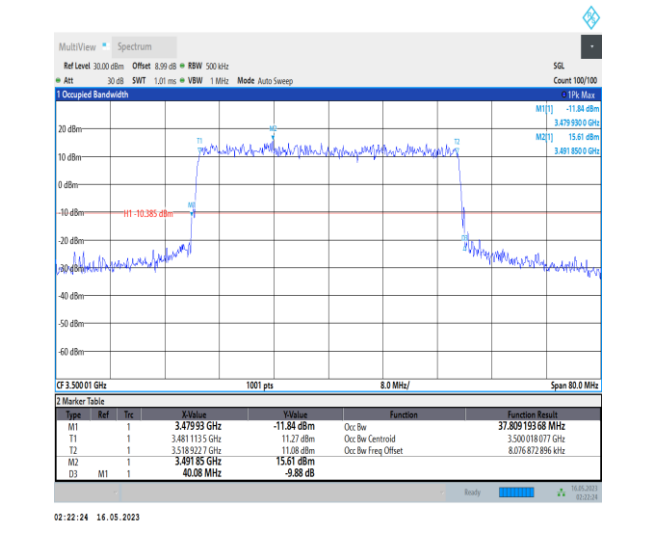 MultiView Spectrum
Ref Level 30.00 dBm Offset 8.99 dB RBW 500 kHz SGL
Att 30 dB SWT 1.01 ms VBW 1 MHz Mode Auto Sweep Count 100/100
1 Occupied Bandwidth 1Pk Max
M1[1] -11.84 dBm
3.479 930 0 GHz
M2[1] 15.61 dBm
3.491 850 0 GHz
20 dBm
T1
M2
T2
10 dBm
0 dBm
-10 dBm
H1 -10.385 dBm
-20 dBm
-30 dBm
-40 dBm
-50 dBm
-60 dBm
CF 3.500 01 GHz 1001 pts 8.0 MHz/ Span 80.0 MHz
2 Marker Table
Type Ref Trc X-Value Y-Value Function Function Result
M1 1 3.479 93 GHz -11.84 dBm Occ Bw 37.809 193 68 MHz
T1 1 3.481 113 5 GHz 11.27 dBm Occ Bw Centroid 3.500 018 077 GHz
T2 1 3.518 922 7 GHz 11.08 dBm Occ Bw Freq Offset 8.076 872 896 kHz
M2 1 3.491 85 GHz 15.61 dBm
D3 M1 1 40.08 MHz -9.88 dB
Ready 16.05.2023
02:22:24
02:22:24 16.05.2023